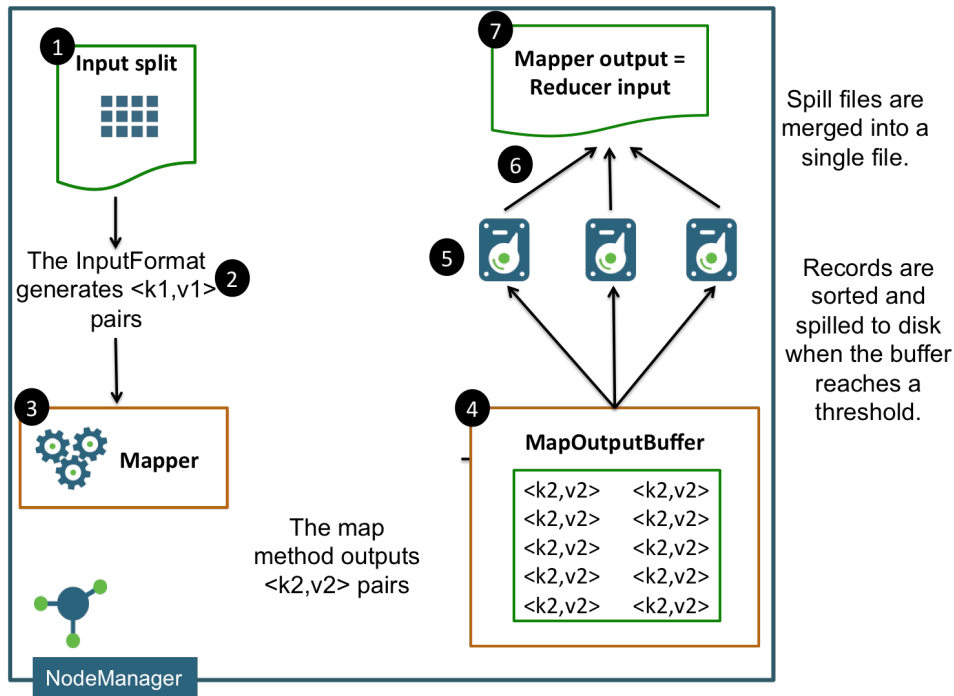 1
Input split
The InputFormat
generates <k1,v1>
pairs
2
3
Mapper
The map
method outputs
<k2,v2> pairs
4
MapOutputBuffer
<k2,v2> <k2,v2>
<k2,v2> <k2,v2>
<k2,v2> <k2,v2>
<k2,v2> <k2,v2>
<k2,v2> <k2,v2>
5
6
7
Mapper output =
Reducer input
Spill files are
merged into a
single file.
Records are
sorted and
spilled to disk
when the buffer
reaches a
threshold.
NodeManager